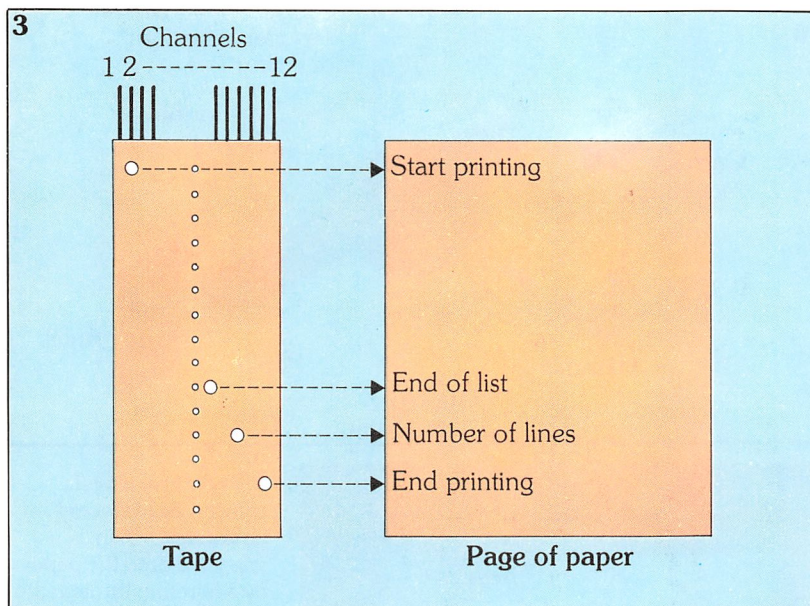 3
Channels
1 2 ---------- 12
Start printing
End of list
Number of lines
End printing
Tape
Page of paper